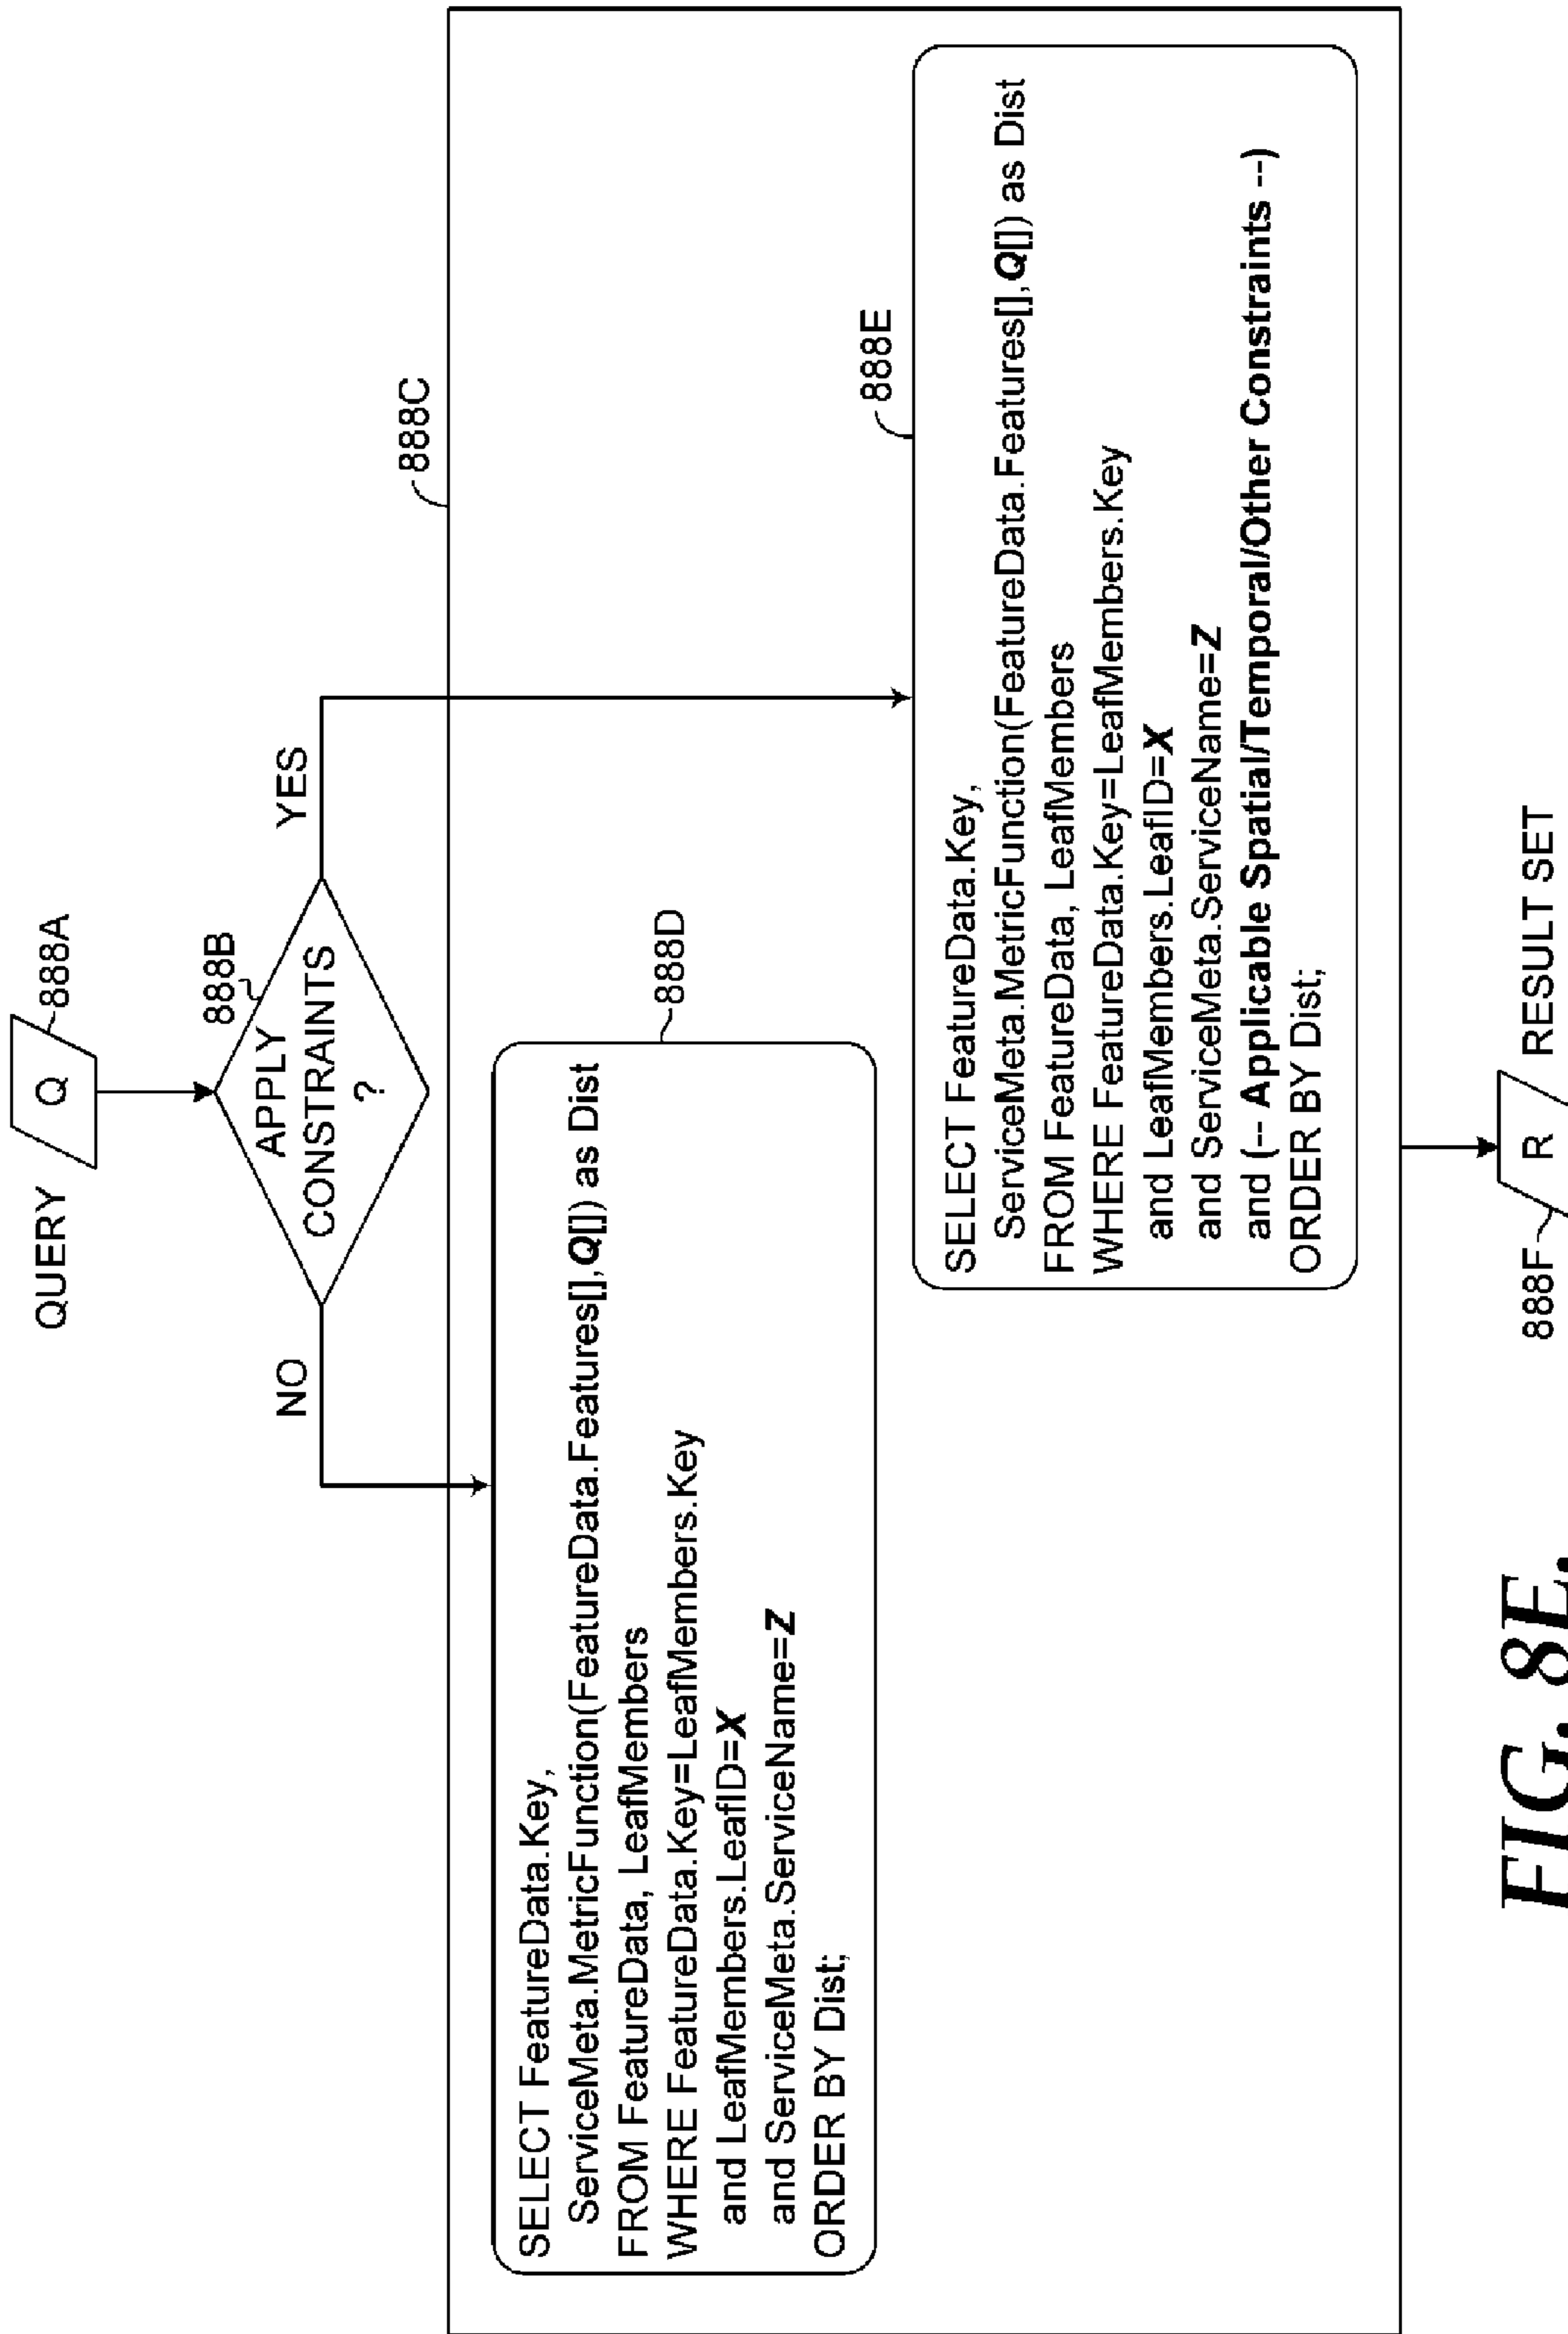 QUERY
Q
888A
888B
APPLY
CONSTRAINTS
?
NO
YES
888C
888D
SELECT FeatureData.Key,
ServiceMeta.MetricFunction(FeatureData.Features[],Q[]) as Dist
FROM FeatureData, LeafMembers
WHERE FeatureData.Key=LeafMembers.Key
and LeafMembers.LeafID=X
and ServiceMeta.ServiceName=Z
ORDER BY Dist;
888E
SELECT FeatureData.Key,
ServiceMeta.MetricFunction(FeatureData.Features[],Q[]) as Dist
FROM FeatureData, LeafMembers
WHERE FeatureData.Key=LeafMembers.Key
and LeafMembers.LeafID=X
and ServiceMeta.ServiceName=Z
and (-- Applicable Spatial/Temporal/Other Constraints --)
ORDER BY Dist;
888F
R
RESULT SET
FIG. 8E.